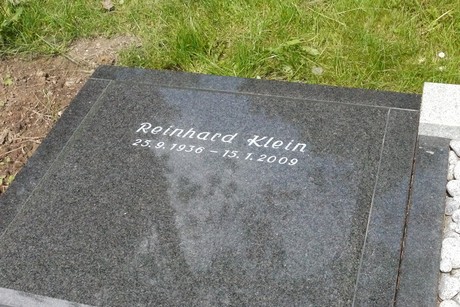 Reinhard Klein
23.9.1936 - 15.1.2009